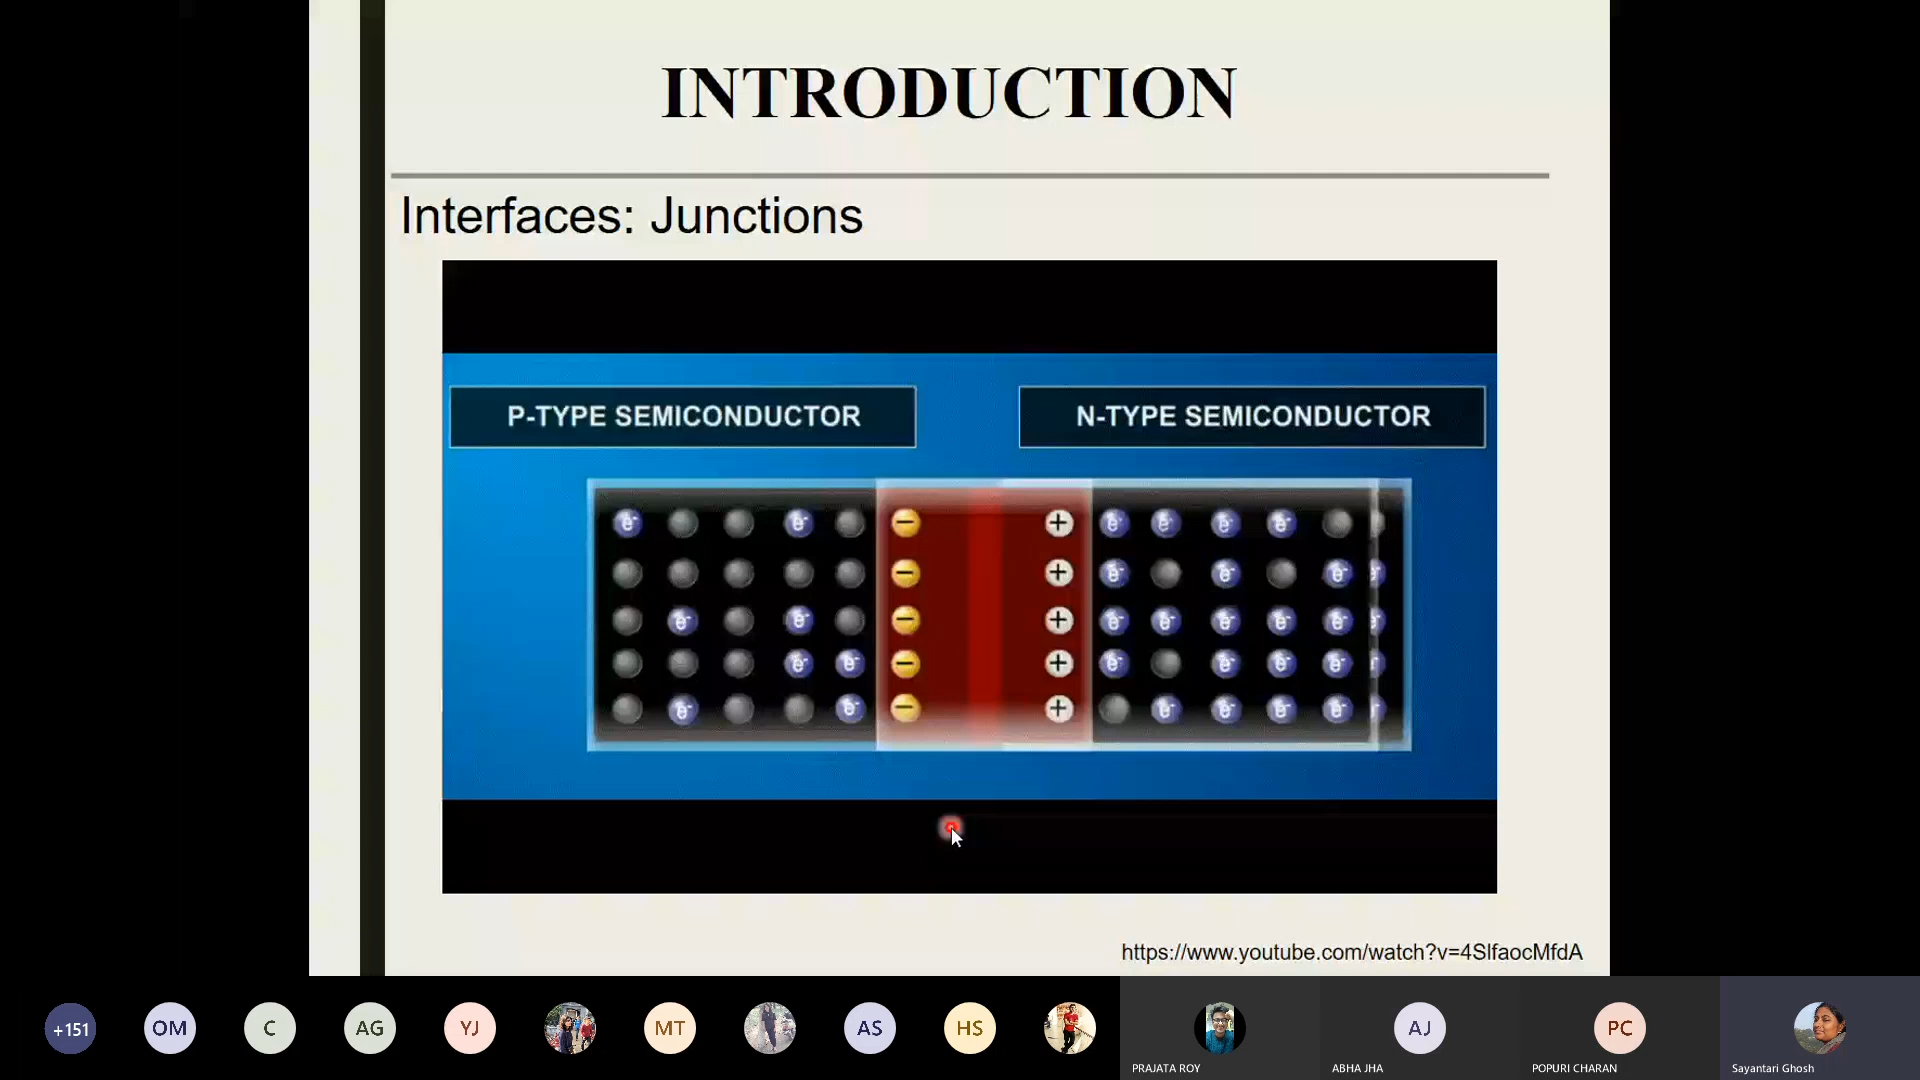 INTRODUCTION
Interfaces: Junctions
P-TYPE SEMICONDUCTOR
N-TYPE SEMICONDUCTOR
e⁻ e⁻ − + e⁻ e⁻ e⁻ e⁻
− + e⁻ e⁻ e⁻ e⁻
e⁻ e⁻ − + e⁻ e⁻ e⁻ e⁻ e⁻ e⁻
e⁻ e⁻ − + e⁻ e⁻ e⁻ e⁻ e⁻
e⁻ e⁻ − + e⁻ e⁻ e⁻ e⁻ e⁻
https://www.youtube.com/watch?v=4SlfaocMfdA
+151 OM C AG YJ MT AS HS AJ PC
PRAJATA ROY ABHA JHA POPURI CHARAN Sayantari Ghosh